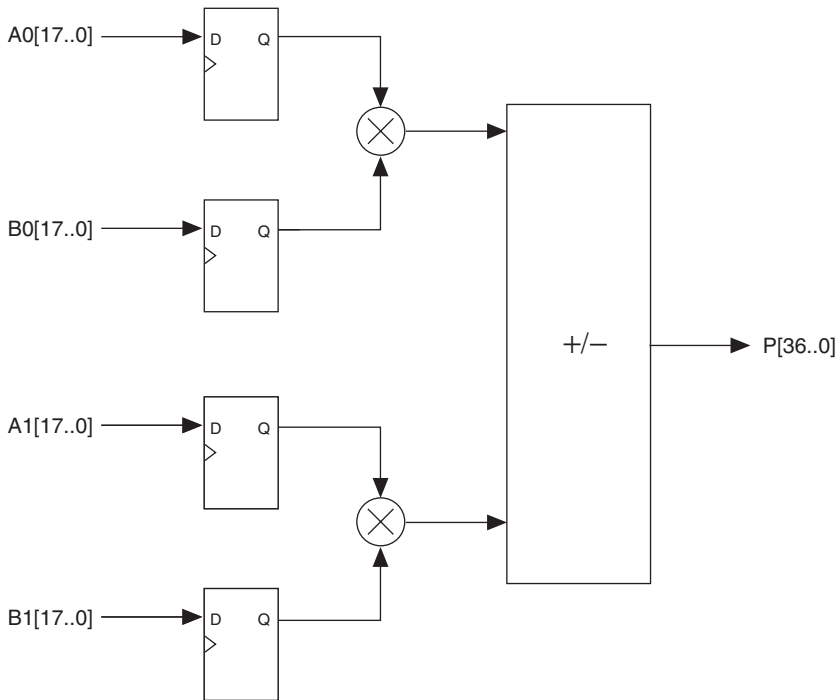 A0[17..0]
D Q
B0[17..0]
D Q
+/−
P[36..0]
A1[17..0]
D Q
B1[17..0]
D Q